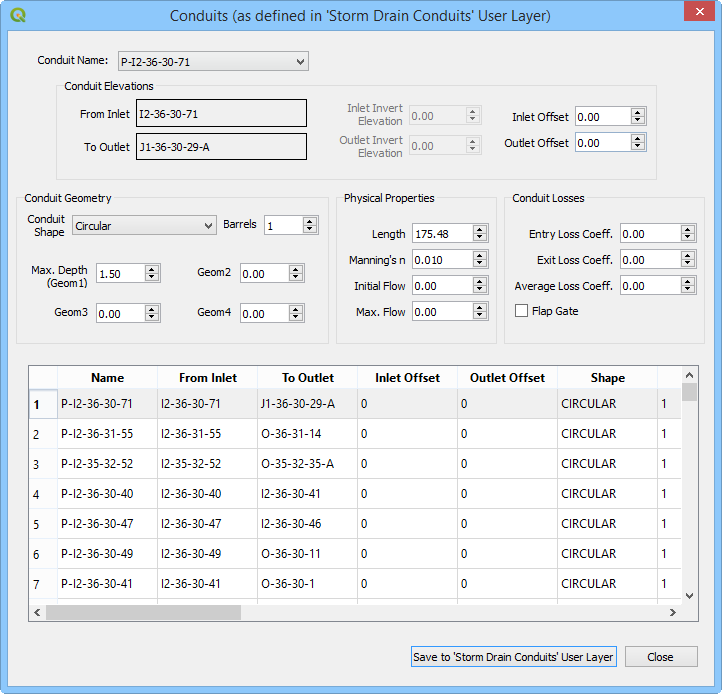 Conduits (as defined in 'Storm Drain Conduits' User Layer)
Conduit Name: P-I2-36-30-71
Conduit Elevations
From Inlet I2-36-30-71 Inlet Invert Elevation 0.00 Inlet Offset 0.00
To Outlet J1-36-30-29-A Outlet Invert Elevation 0.00 Outlet Offset 0.00
Conduit Geometry
Conduit Shape Circular Barrels 1
Max. Depth (Geom1) 1.50 Geom2 0.00
Geom3 0.00 Geom4 0.00
Physical Properties
Length 175.48
Manning's n 0.010
Initial Flow 0.00
Max. Flow 0.00
Conduit Losses
Entry Loss Coeff. 0.00
Exit Loss Coeff. 0.00
Average Loss Coeff. 0.00
Flap Gate
Name From Inlet To Outlet Inlet Offset Outlet Offset Shape
1 P-I2-36-30-71 I2-36-30-71 J1-36-30-29-A 0 0 CIRCULAR 1
2 P-I2-36-31-55 I2-36-31-55 O-36-31-14 0 0 CIRCULAR 1
3 P-I2-35-32-52 I2-35-32-52 O-35-32-35-A 0 0 CIRCULAR 1
4 P-I2-36-30-40 I2-36-30-40 I2-36-30-41 0 0 CIRCULAR 1
5 P-I2-36-30-47 I2-36-30-47 I2-36-30-46 0 0 CIRCULAR 1
6 P-I2-36-30-49 I2-36-30-49 O-36-30-11 0 0 CIRCULAR 1
7 P-I2-36-30-41 I2-36-30-41 O-36-30-1 0 0 CIRCULAR 1
Save to 'Storm Drain Conduits' User Layer Close